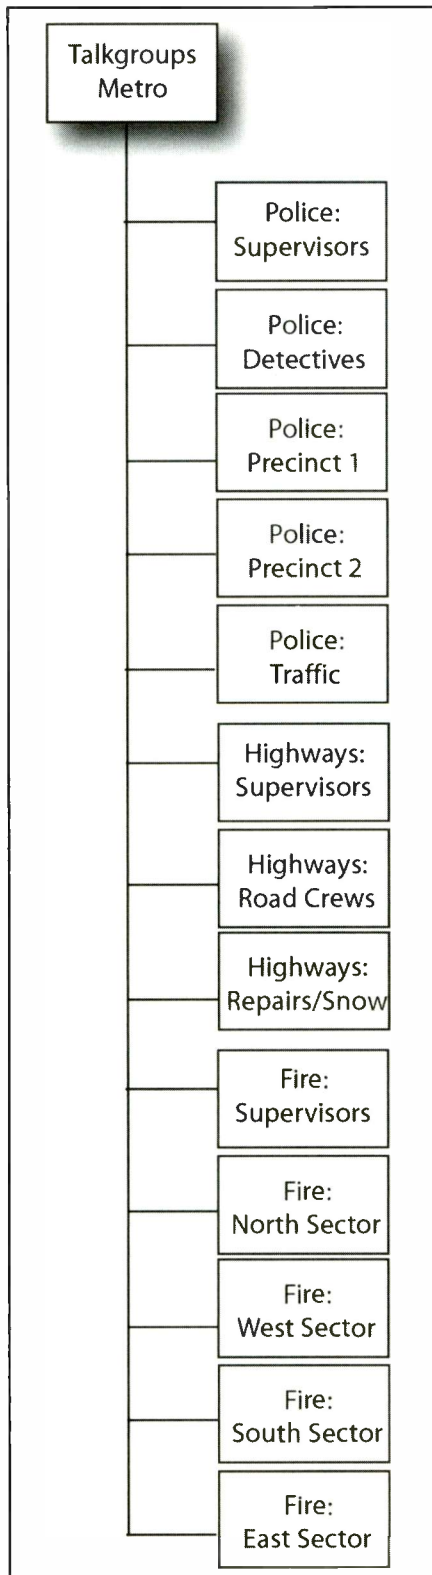 Talkgroups
Metro
Police:
Supervisors
Police:
Detectives
Police:
Precinct 1
Police:
Precinct 2
Police:
Traffic
Highways:
Supervisors
Highways:
Road Crews
Highways:
Repairs/Snow
Fire:
Supervisors
Fire:
North Sector
Fire:
West Sector
Fire:
South Sector
Fire:
East Sector